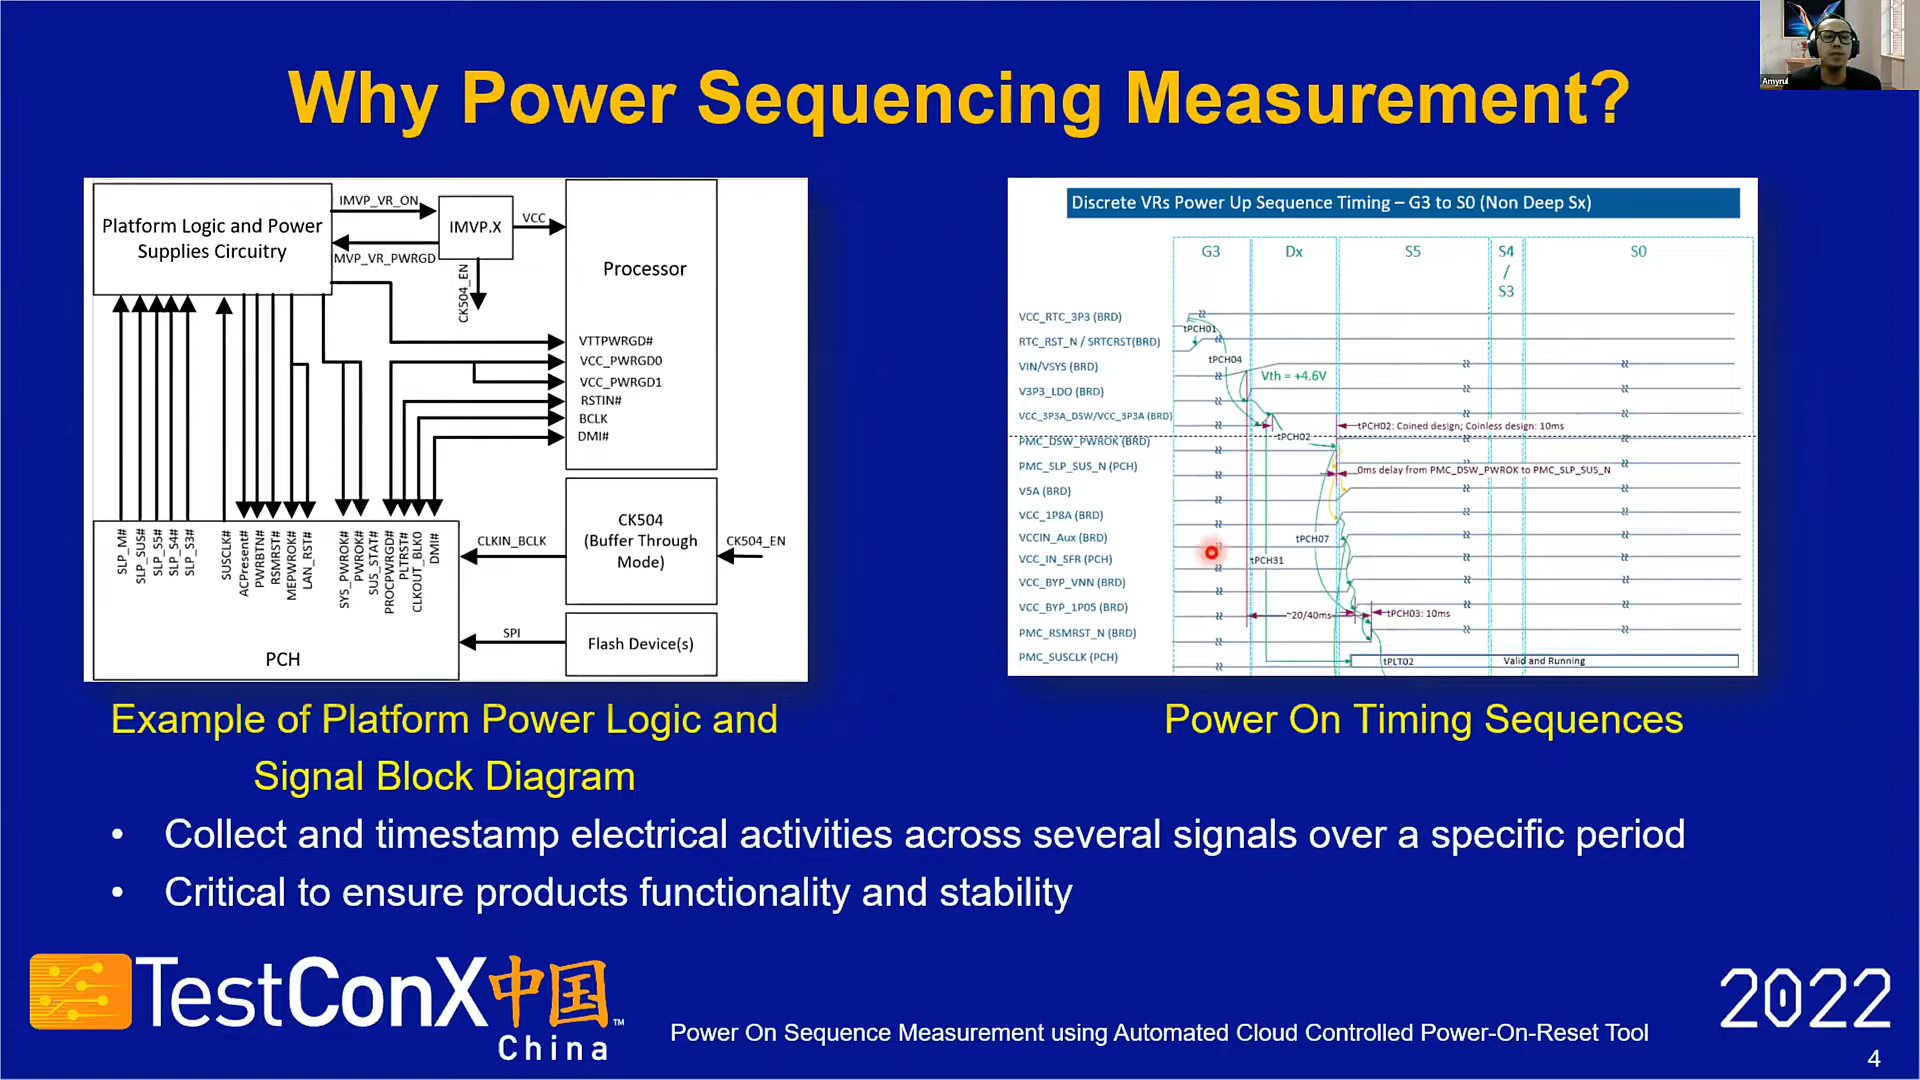 Why Power Sequencing Measurement?
Amyrul
Platform Logic and Power
Supplies Circuitry
IMVP_VR_ON
MVP_VR_PWRGD
IMVP.X
VCC
CK504_EN
Processor
VTTPWRGD#
VCC_PWRGD0
VCC_PWRGD1
RSTIN#
BCLK
DMI#
SLP_M#
SLP_SUS#
SLP_S5#
SLP_S4#
SLP_S3#
SUSCLK#
ACPresent#
PWRBTN#
RSMRST#
MEPWROK#
LAN_RST#
SYS_PWROK#
PWROK#
SUS_STAT#
PROCPWRGD#
PLTRST#
CLKOUT_BLK0
DMI#
PCH
CLKIN_BCLK
CK504
(Buffer Through
Mode)
CK504_EN
SPI
Flash Device(s)
Discrete VRs Power Up Sequence Timing – G3 to S0 (Non Deep Sx)
G3
Dx
S5
S4
/
S3
S0
VCC_RTC_3P3 (BRD)
tPCH01
RTC_RST_N / SRTCRST(BRD)
tPCH04
VIN/VSYS (BRD)
Vth = +4.6V
V3P3_LDO (BRD)
VCC_3P3A_DSW/VCC_3P3A (BRD)
tPCH02: Coined design; Coinless design: 10ms
tPCH02
PMC_DSW_PWROK (BRD)
PMC_SLP_SUS_N (PCH)
0ms delay from PMC_DSW_PWROK to PMC_SLP_SUS_N
V5A (BRD)
VCC_1P8A (BRD)
VCCIN_Aux (BRD)
tPCH07
VCC_IN_SFR (PCH)
tPCH31
VCC_BYP_VNN (BRD)
VCC_BYP_1P05 (BRD)
~20/40ms
tPCH03: 10ms
PMC_RSMRST_N (BRD)
PMC_SUSCLK (PCH)
tPLT02
Valid and Running
Example of Platform Power Logic and
Signal Block Diagram
Power On Timing Sequences
• Collect and timestamp electrical activities across several signals over a specific period
• Critical to ensure products functionality and stability
TestConX中国™
China
Power On Sequence Measurement using Automated Cloud Controlled Power-On-Reset Tool
2022
4